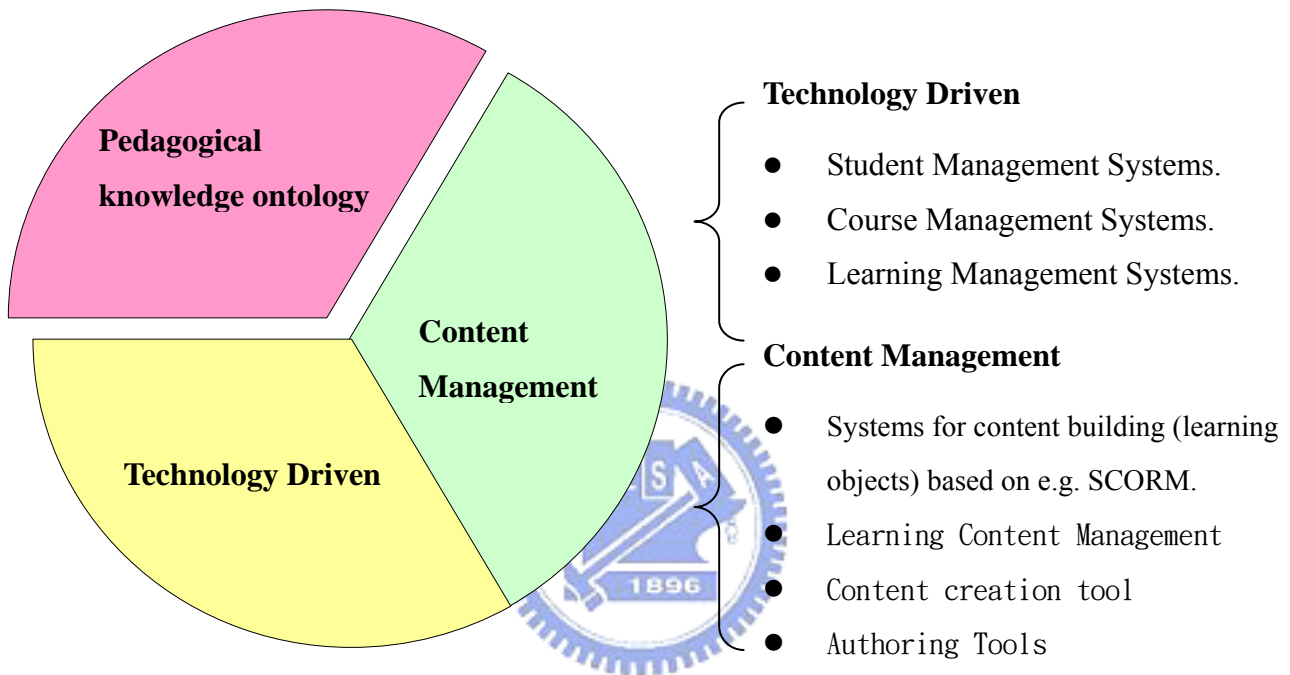 Pedagogical
knowledge ontology
Content
Management
Technology Driven
Technology Driven
● Student Management Systems.
● Course Management Systems.
● Learning Management Systems.
Content Management
● Systems for content building (learning
objects) based on e.g. SCORM.
● Learning Content Management
● Content creation tool
● Authoring Tools
S A
1896